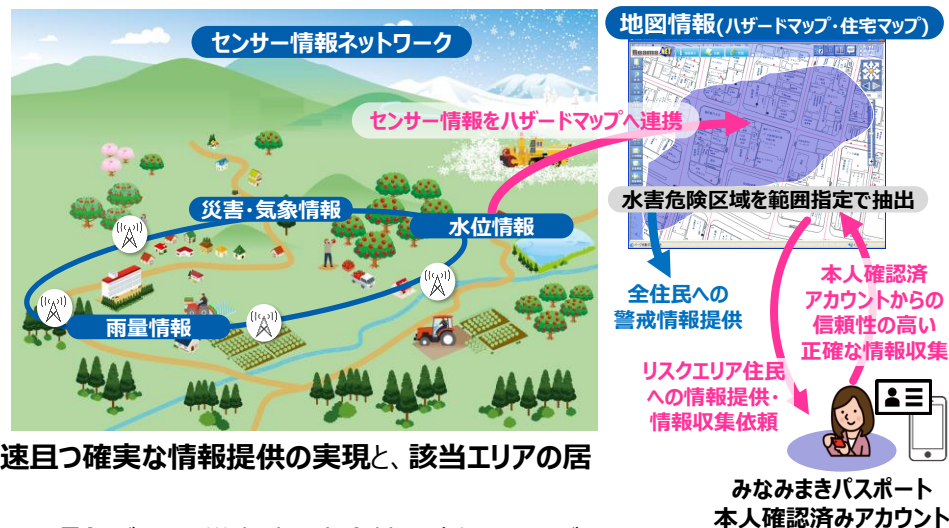 センサー情報ネットワーク
地図情報(ハザードマップ・住宅マップ)
センサー情報をハザードマップへ連携
災害・気象情報
水位情報
雨量情報
水害危険区域を範囲指定で抽出
全住民への
警戒情報提供
本人確認済
アカウントからの
信頼性の高い
正確な情報収集
リスクエリア住民
への情報提供・
情報収集依頼
速且つ確実な情報提供の実現と、該当エリアの居
みなみまきパスポート
本人確認済みアカウント